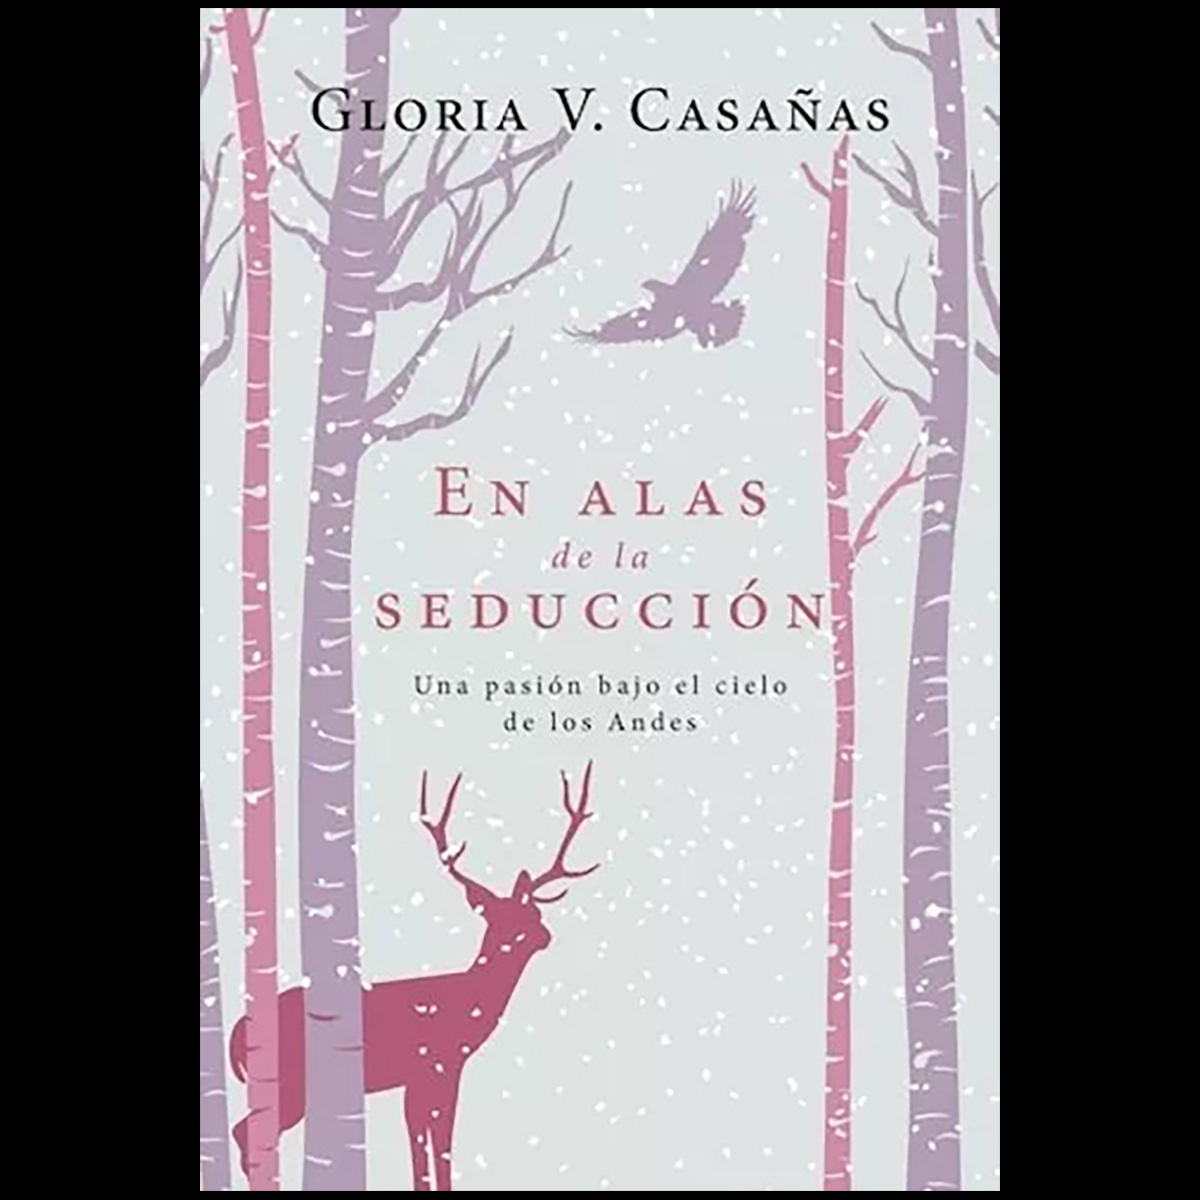 GLORIA V. CASAÑAS
EN ALAS
de la
SEDUCCIÓN
Una pasión bajo el cielo
de los Andes